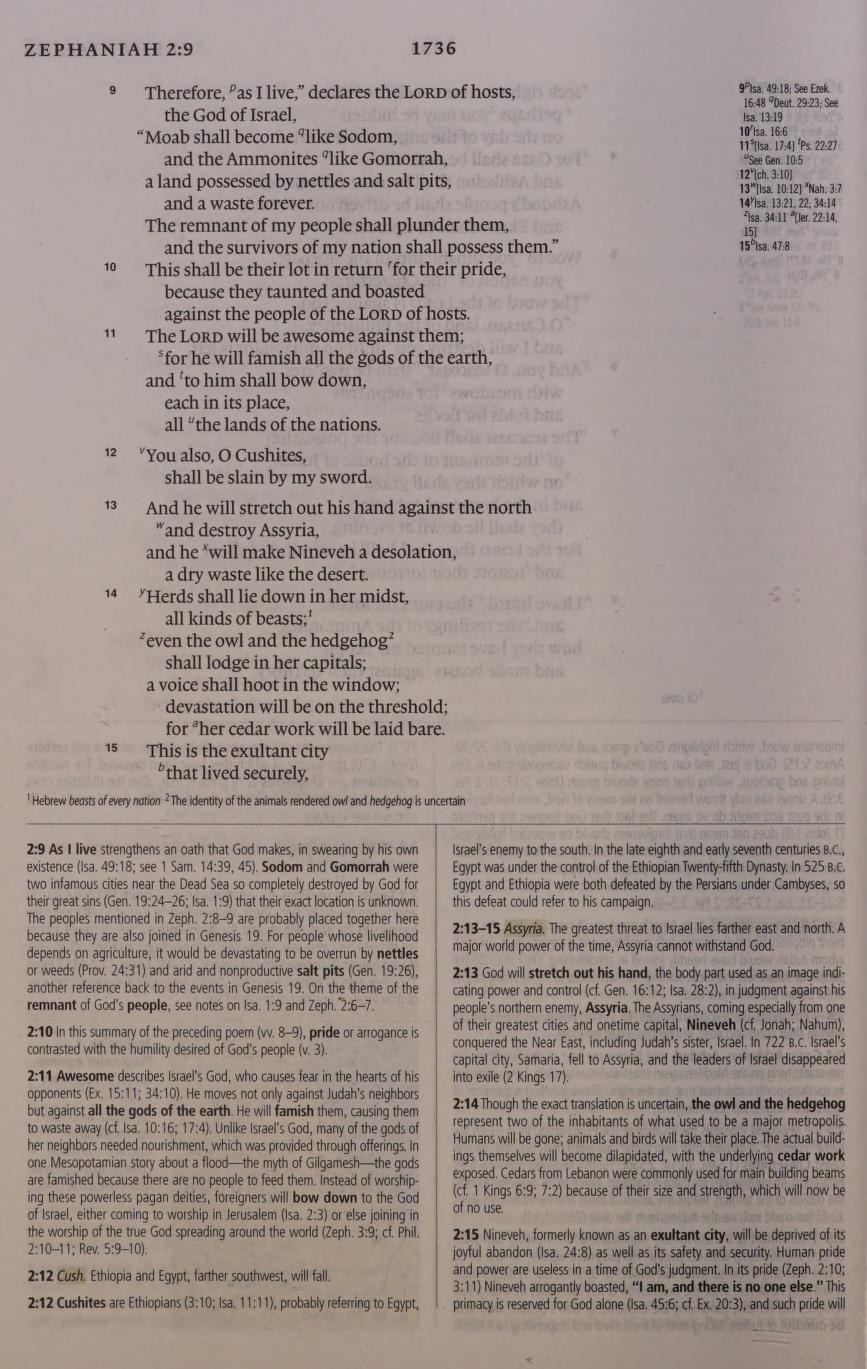 ZEPHANIAH 2:9
1736
9 Therefore, pas I live,” declares the LORD of hosts,
the God of Israel,
“Moab shall become qlike Sodom,
and the Ammonites qlike Gomorrah,
a land possessed by nettles and salt pits,
and a waste forever.
The remnant of my people shall plunder them,
and the survivors of my nation shall possess them.”
10 This shall be their lot in return rfor their pride,
because they taunted and boasted
against the people of the LORD of hosts.
11 The LORD will be awesome against them;
sfor he will famish all the gods of the earth,
and tto him shall bow down,
each in its place,
all uthe lands of the nations.
12 vYou also, O Cushites,
shall be slain by my sword.
13 And he will stretch out his hand against the north
wand destroy Assyria,
and he xwill make Nineveh a desolation,
a dry waste like the desert.
14 yHerds shall lie down in her midst,
all kinds of beasts;1
zeven the owl and the hedgehog2
shall lodge in her capitals;
a voice shall hoot in the window;
devastation will be on the threshold;
for aher cedar work will be laid bare.
15 This is the exultant city
bthat lived securely,
9 pIsa. 49:18; See Ezek.
16:48 qDeut. 29:23; See
Isa. 13:19
10 rIsa. 16:6
11 s[Isa. 17:4] tPs. 22:27
uSee Gen. 10:5
12 v[ch. 3:10]
13 w[Isa. 10:12] xNah. 3:7
14 yIsa. 13:21, 22; 34:14
zIsa. 34:11 a[Jer. 22:14,
15]
15 bIsa. 47:8
1 Hebrew beasts of every nation 2 The identity of the animals rendered owl and hedgehog is uncertain
2:9 As I live strengthens an oath that God makes, in swearing by his own
existence (Isa. 49:18; see 1 Sam. 14:39, 45). Sodom and Gomorrah were
two infamous cities near the Dead Sea so completely destroyed by God for
their great sins (Gen. 19:24–26; Isa. 1:9) that their exact location is unknown.
The peoples mentioned in Zeph. 2:8–9 are probably placed together here
because they are also joined in Genesis 19. For people whose livelihood
depends on agriculture, it would be devastating to be overrun by nettles
or weeds (Prov. 24:31) and arid and nonproductive salt pits (Gen. 19:26),
another reference back to the events in Genesis 19. On the theme of the
remnant of God’s people, see notes on Isa. 1:9 and Zeph. 2:6–7.
2:10 In this summary of the preceding poem (vv. 8–9), pride or arrogance is
contrasted with the humility desired of God’s people (v. 3).
2:11 Awesome describes Israel’s God, who causes fear in the hearts of his
opponents (Ex. 15:11; 34:10). He moves not only against Judah’s neighbors
but against all the gods of the earth. He will famish them, causing them
to waste away (cf. Isa. 10:16; 17:4). Unlike Israel’s God, many of the gods of
her neighbors needed nourishment, which was provided through offerings. In
one Mesopotamian story about a flood—the myth of Gilgamesh—the gods
are famished because there are no people to feed them. Instead of worship-
ing these powerless pagan deities, foreigners will bow down to the God
of Israel, either coming to worship in Jerusalem (Isa. 2:3) or else joining in
the worship of the true God spreading around the world (Zeph. 3:9; cf. Phil.
2:10–11; Rev. 5:9–10).
2:12 Cush. Ethiopia and Egypt, farther southwest, will fall.
2:12 Cushites are Ethiopians (3:10; Isa. 11:11), probably referring to Egypt,
Israel’s enemy to the south. In the late eighth and early seventh centuries B.C.,
Egypt was under the control of the Ethiopian Twenty-fifth Dynasty. In 525 B.C.
Egypt and Ethiopia were both defeated by the Persians under Cambyses, so
this defeat could refer to his campaign.
2:13–15 Assyria. The greatest threat to Israel lies farther east and north. A
major world power of the time, Assyria cannot withstand God.
2:13 God will stretch out his hand, the body part used as an image indi-
cating power and control (cf. Gen. 16:12; Isa. 28:2), in judgment against his
people’s northern enemy, Assyria. The Assyrians, coming especially from one
of their greatest cities and onetime capital, Nineveh (cf. Jonah; Nahum),
conquered the Near East, including Judah’s sister, Israel. In 722 B.C. Israel’s
capital city, Samaria, fell to Assyria, and the leaders of Israel disappeared
into exile (2 Kings 17).
2:14 Though the exact translation is uncertain, the owl and the hedgehog
represent two of the inhabitants of what used to be a major metropolis.
Humans will be gone; animals and birds will take their place. The actual build-
ings themselves will become dilapidated, with the underlying cedar work
exposed. Cedars from Lebanon were commonly used for main building beams
(cf. 1 Kings 6:9; 7:2) because of their size and strength, which will now be
of no use.
2:15 Nineveh, formerly known as an exultant city, will be deprived of its
joyful abandon (Isa. 24:8) as well as its safety and security. Human pride
and power are useless in a time of God’s judgment. In its pride (Zeph. 2:10;
3:11) Nineveh arrogantly boasted, “I am, and there is no one else.” This
primacy is reserved for God alone (Isa. 45:6; cf. Ex. 20:3), and such pride will